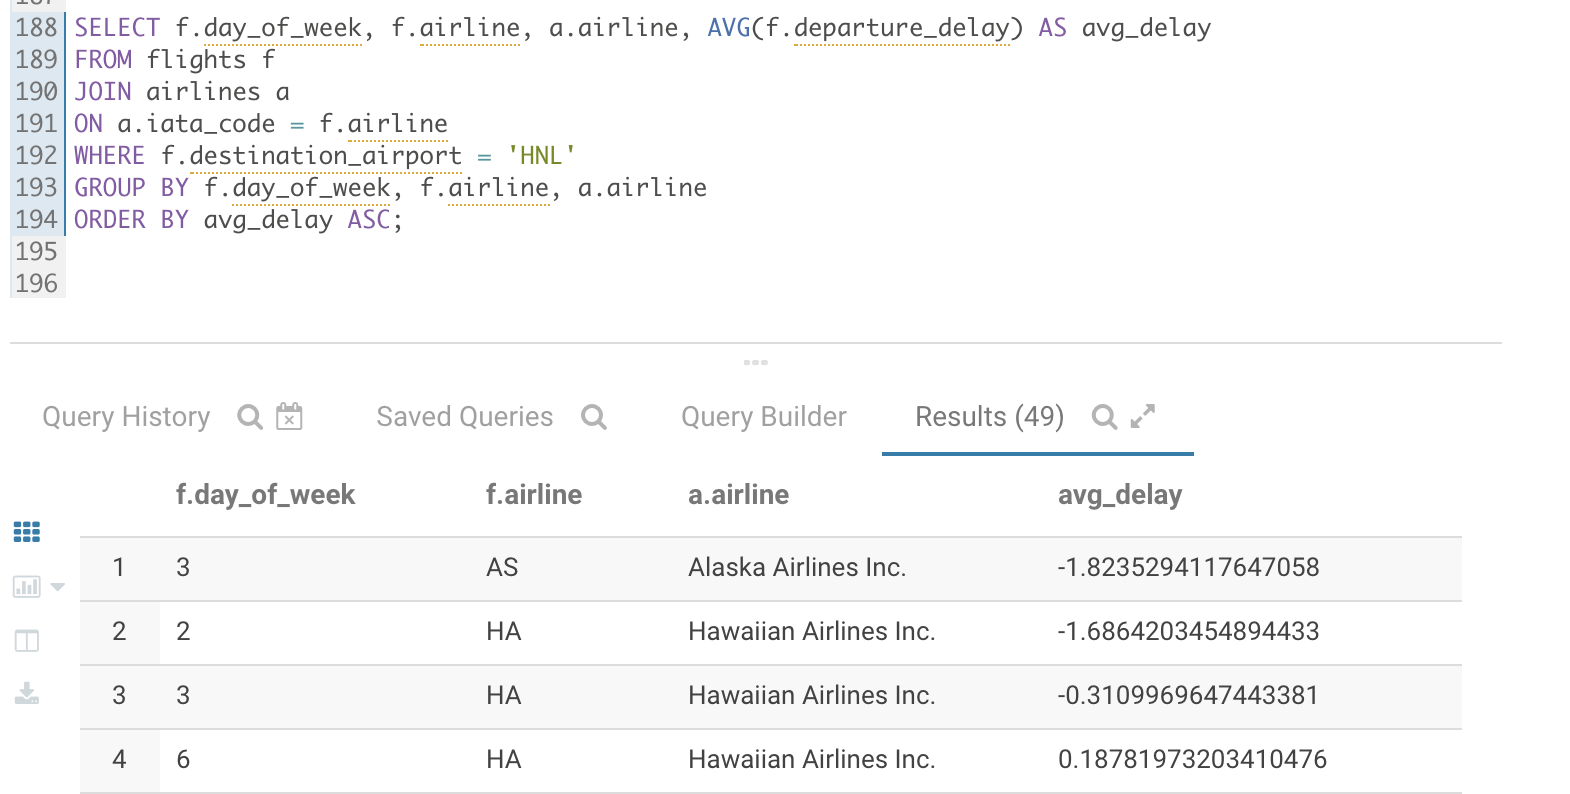 187
188 SELECT f.day_of_week, f.airline, a.airline, AVG(f.departure_delay) AS avg_delay
189 FROM flights f
190 JOIN airlines a
191 ON a.iata_code = f.airline
192 WHERE f.destination_airport = 'HNL'
193 GROUP BY f.day_of_week, f.airline, a.airline
194 ORDER BY avg_delay ASC;
195
196
Query History Saved Queries Query Builder Results (49)
f.day_of_week f.airline a.airline avg_delay
1 3 AS Alaska Airlines Inc. -1.8235294117647058
2 2 HA Hawaiian Airlines Inc. -1.6864203454894433
3 3 HA Hawaiian Airlines Inc. -0.3109969647443381
4 6 HA Hawaiian Airlines Inc. 0.18781973203410476